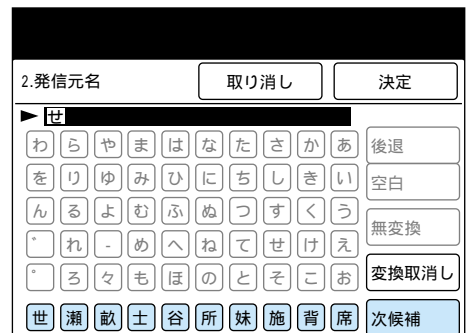 2.発信元名 取り消し 決定
せ
わ ら や ま は な た さ か あ 後退
を り ゆ み ひ に ち し き い 空白
ん る よ む ふ ぬ つ す く う
無変換
゛ れ - め へ ね て せ け え
゜ ろ 々 も ほ の と そ こ お 変換取消し
世 瀬 畝 士 谷 所 妹 施 背 席 次候補